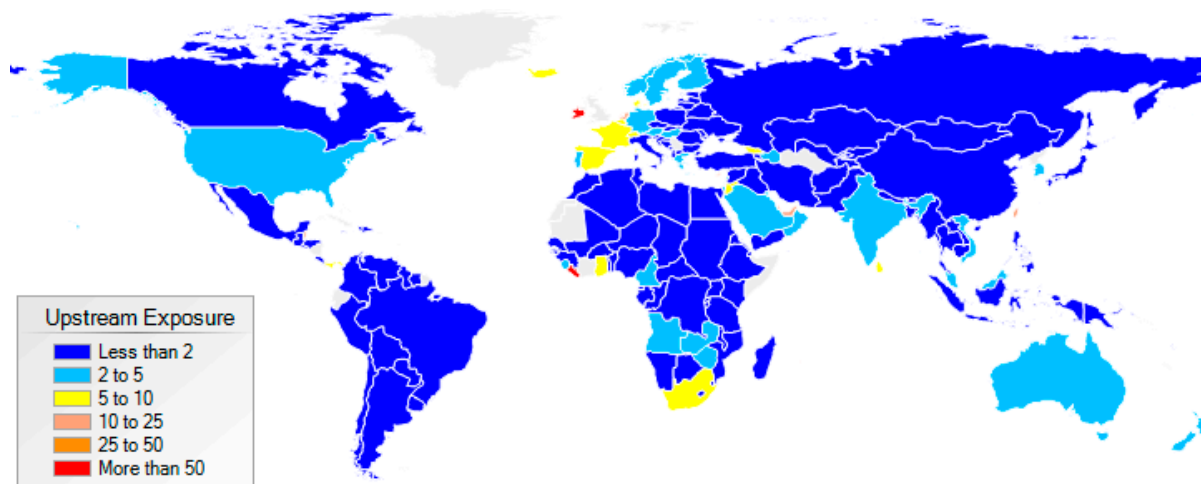 Upstream Exposure
Less than 2
2 to 5
5 to 10
10 to 25
25 to 50
More than 50